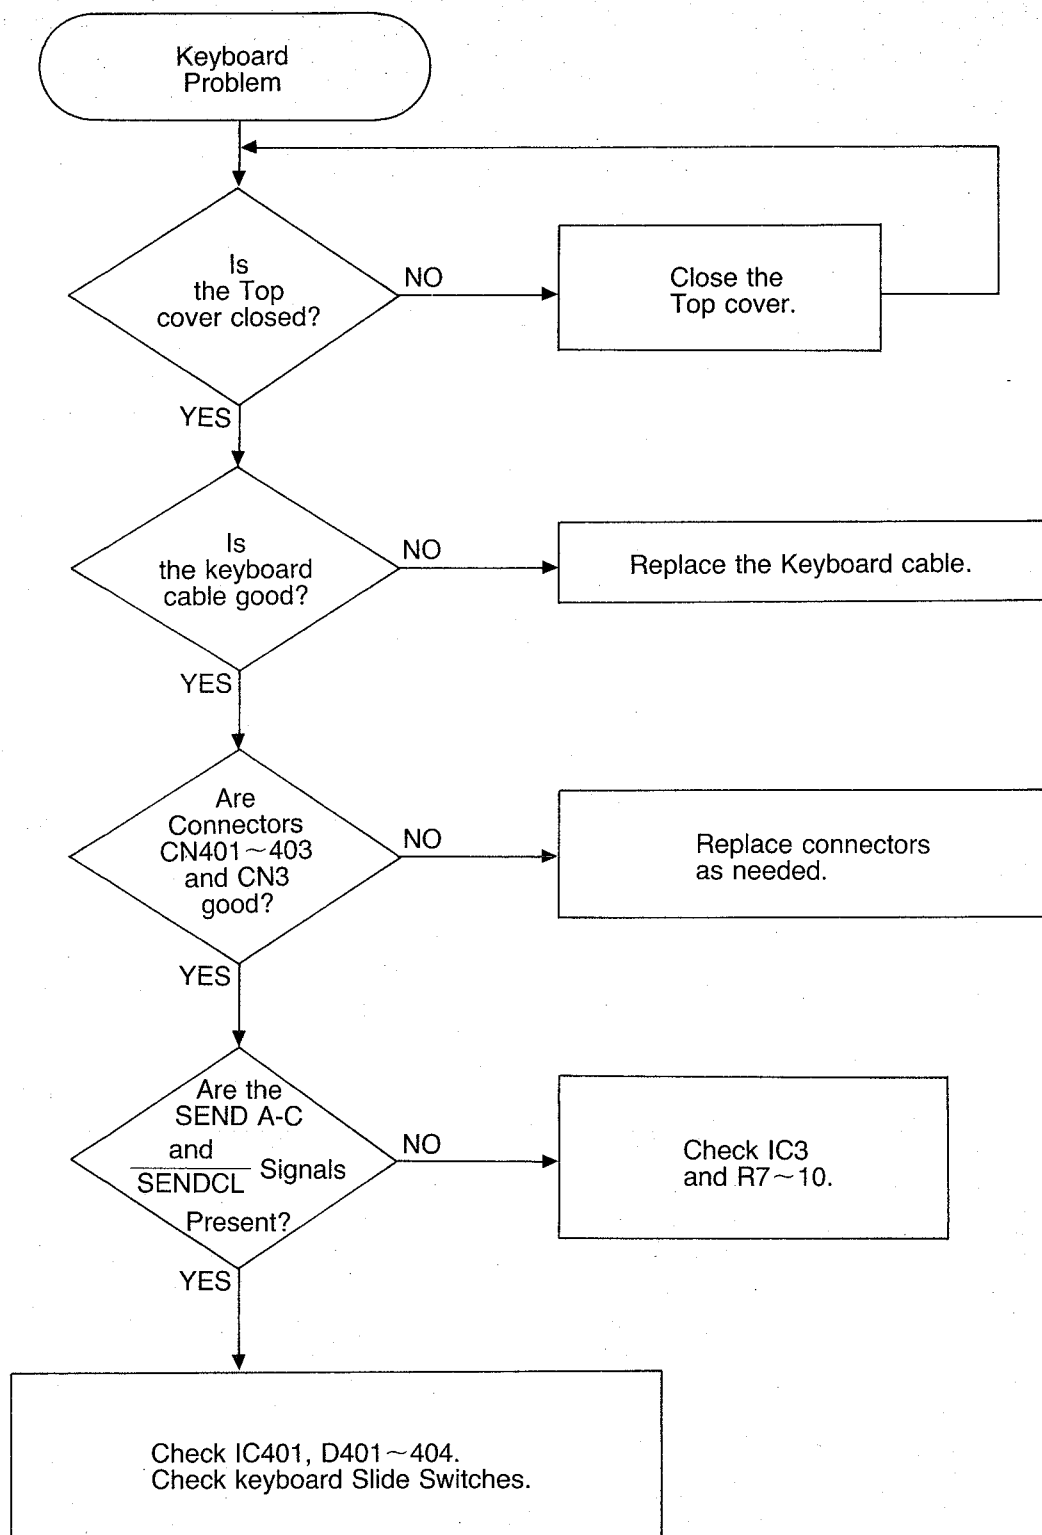 Keyboard
Problem
Is
the Top
cover closed?
NO
Close the
Top cover.
YES
Is
the keyboard
cable good?
NO
Replace the Keyboard cable.
YES
Are
Connectors
CN401～403
and CN3
good?
NO
Replace connectors
as needed.
YES
Are the
SEND A-C
and
SENDCL Signals
Present?
NO
Check IC3
and R7～10.
YES
Check IC401, D401～404.
Check keyboard Slide Switches.